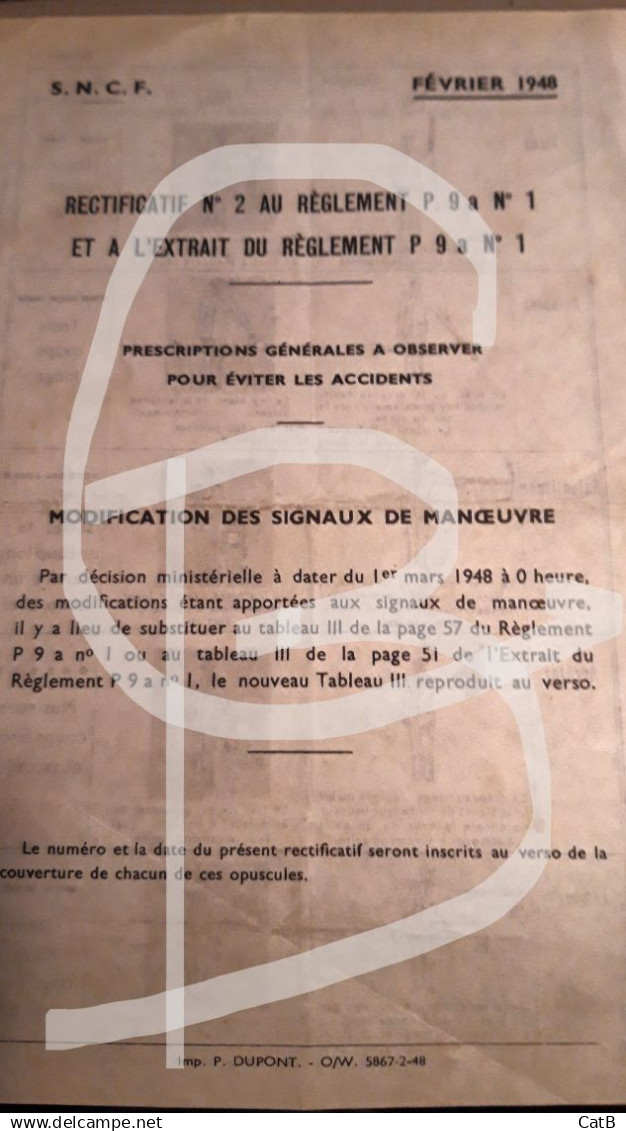 S. N. C. F.
FÉVRIER 1948
RECTIFICATIF N° 2 AU RÈGLEMENT P 9 a N° 1
ET A L'EXTRAIT DU RÈGLEMENT P 9 a N° 1
PRESCRIPTIONS GÉNÉRALES A OBSERVER
POUR ÉVITER LES ACCIDENTS
MODIFICATION DES SIGNAUX DE MANŒUVRE
Par décision ministérielle à dater du 1er mars 1948 à 0 heure,
des modifications étant apportées aux signaux de manœuvre,
il y a lieu de substituer au tableau III de la page 57 du Règlement
P 9 a n° 1 ou au tableau III de la page 51 de l'Extrait du
Règlement P 9 a n° 1, le nouveau Tableau III reproduit au verso.
Le numéro et la date du présent rectificatif seront inscrits au verso de la
couverture de chacun de ces opuscules.
Imp. P. DUPONT. - O/W. 5867-2-48
CatB